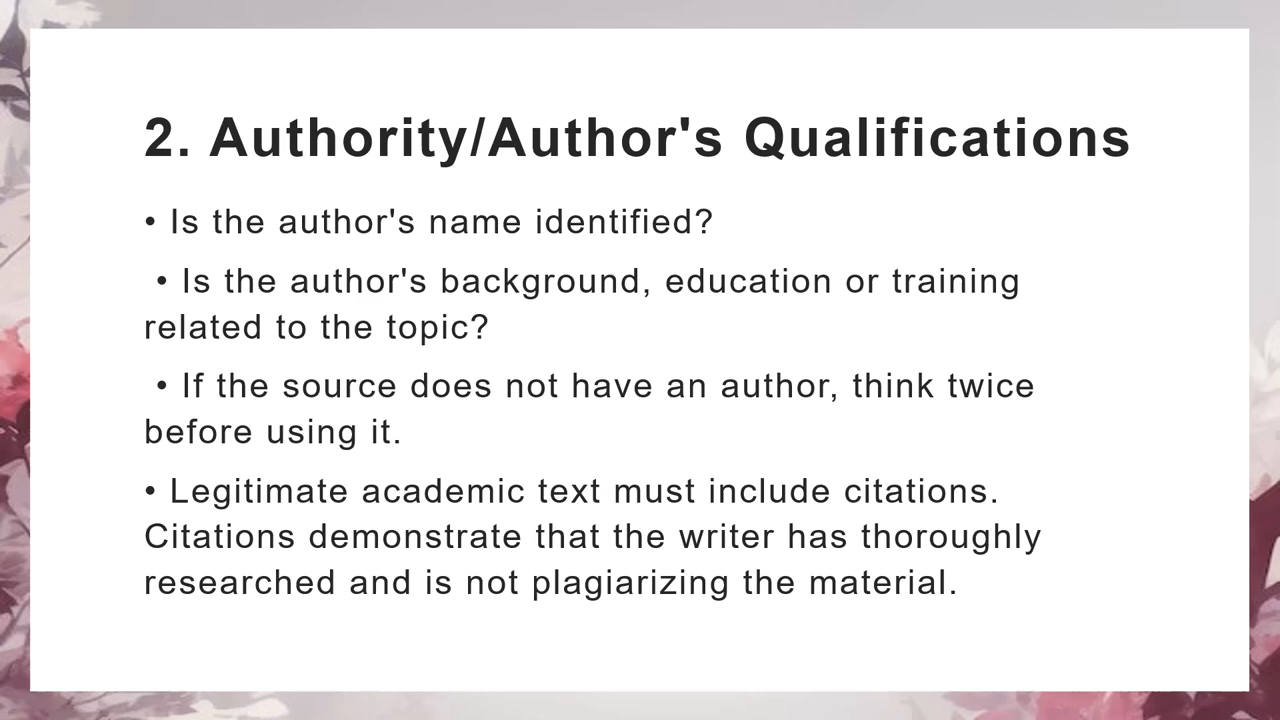 2. Authority/Author's Qualifications
• Is the author's name identified?
• Is the author's background, education or training
related to the topic?
• If the source does not have an author, think twice
before using it.
• Legitimate academic text must include citations.
Citations demonstrate that the writer has thoroughly
researched and is not plagiarizing the material.